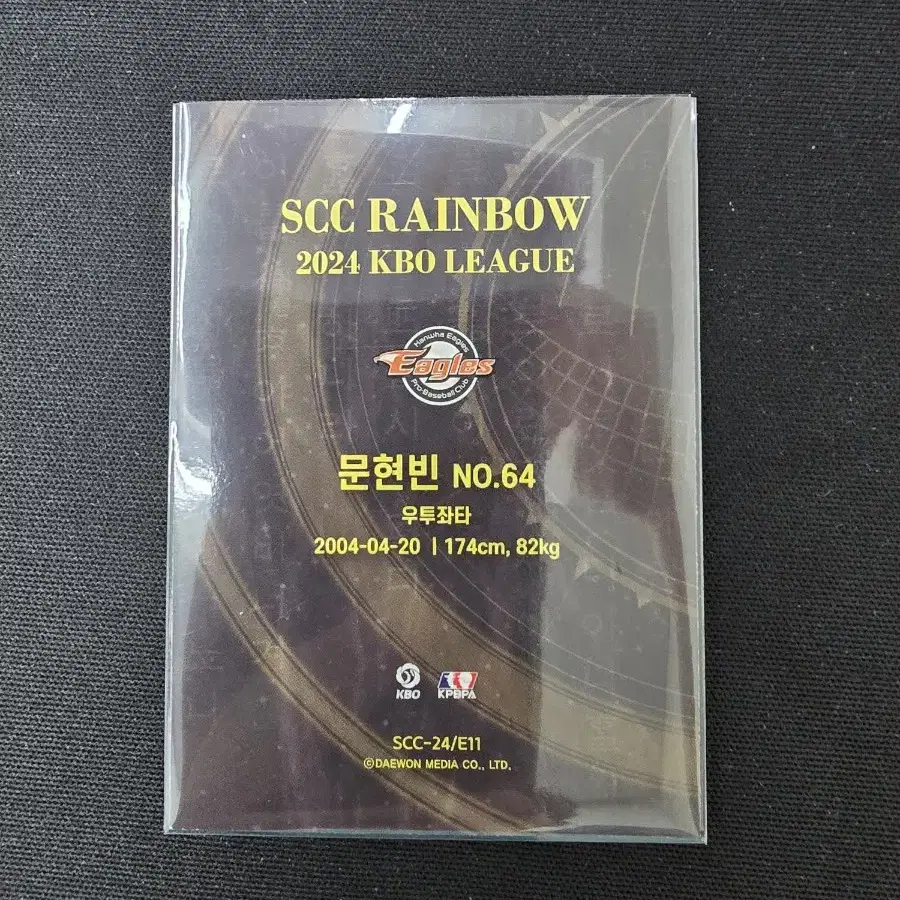 SCC RAINBOW
2024 KBO LEAGUE
Hanwha Eagles
Eagles
Pro-Baseball Club
문현빈 NO.64
우투좌타
2004-04-20 | 174cm, 82kg
KBO
KPBPA
SCC-24/E11
©DAEWON MEDIA CO., LTD.